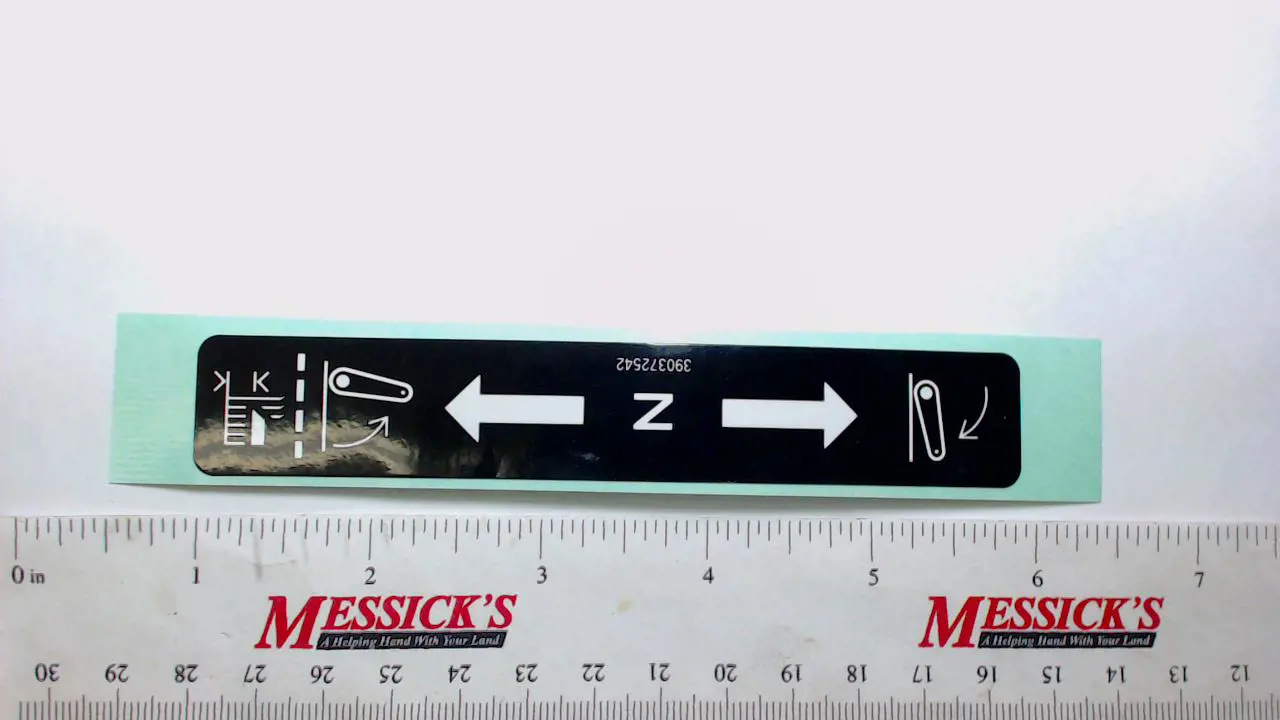 390372542
N
0 in 1 2 3 4 5 6 7
MESSICK'S MESSICK'S
A Helping Hand With Your Land A Helping Hand With Your Land
30 29 28 27 26 25 24 23 22 21 20 19 18 17 16 15 14 13 12